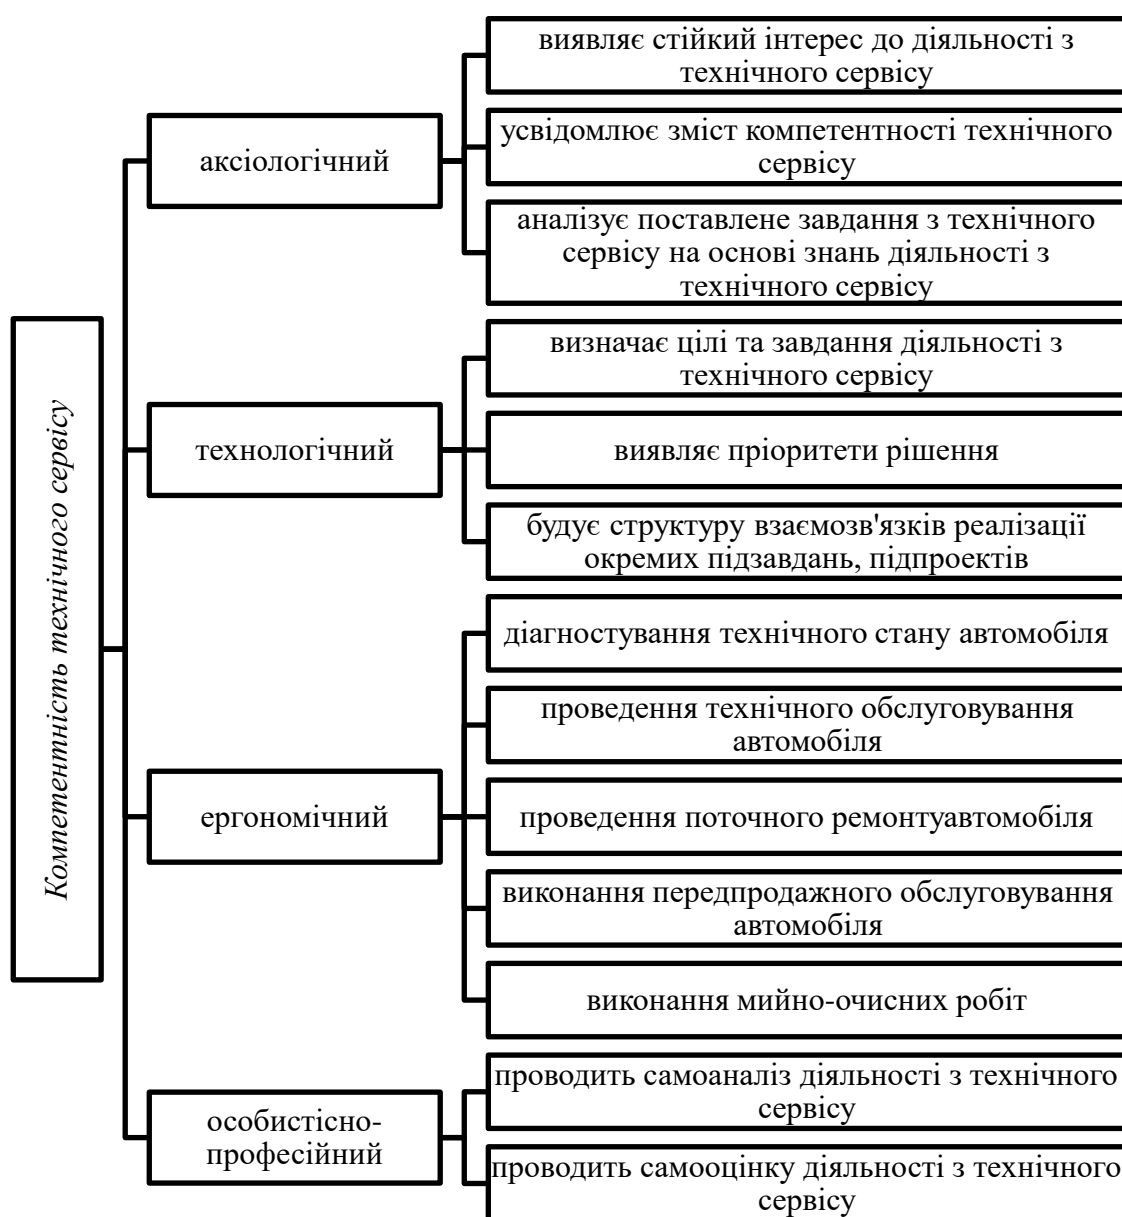 Компетентність технічного сервісу
аксіологічний
виявляє стійкий інтерес до діяльності з
технічного сервісу
усвідомлює зміст компетентності технічного
сервісу
аналізує поставлене завдання з технічного
сервісу на основі знань діяльності з
технічного сервісу
технологічний
визначає цілі та завдання діяльності з
технічного сервісу
виявляє пріоритети рішення
будує структуру взаємозв'язків реалізації
окремих підзавдань, підпроектів
ергономічний
діагностування технічного стану автомобіля
проведення технічного обслуговування
автомобіля
проведення поточного ремонтуавтомобіля
виконання передпродажного обслуговування
автомобіля
виконання мийно-очисних робіт
особистісно-
професійний
проводить самоаналіз діяльності з технічного
сервісу
проводить самооцінку діяльності з технічного
сервісу